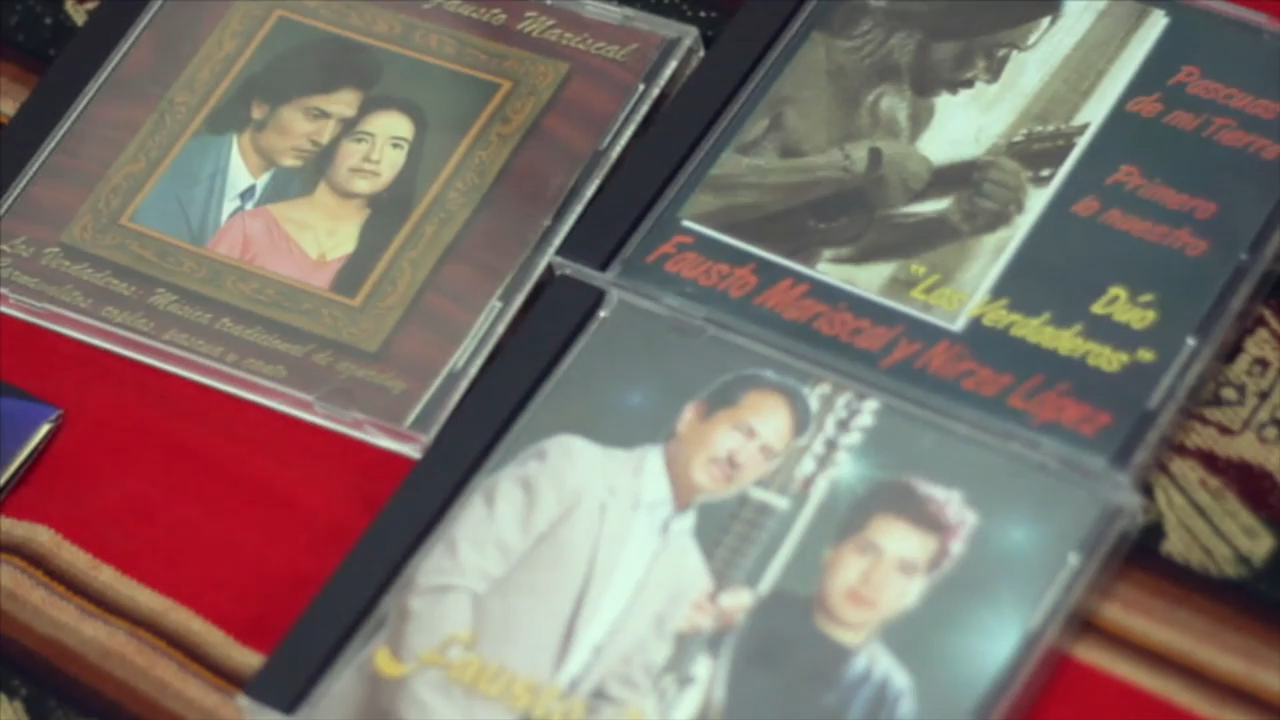 Fausto Mariscal
Los Verdaderos: Música tradicional de ayacucho
coplas,
Pascuas
de mi Tierra
Primero
lo nuestro
Dúo
"Los Verdaderos"
Fausto Mariscal y Nirza López
Fausto